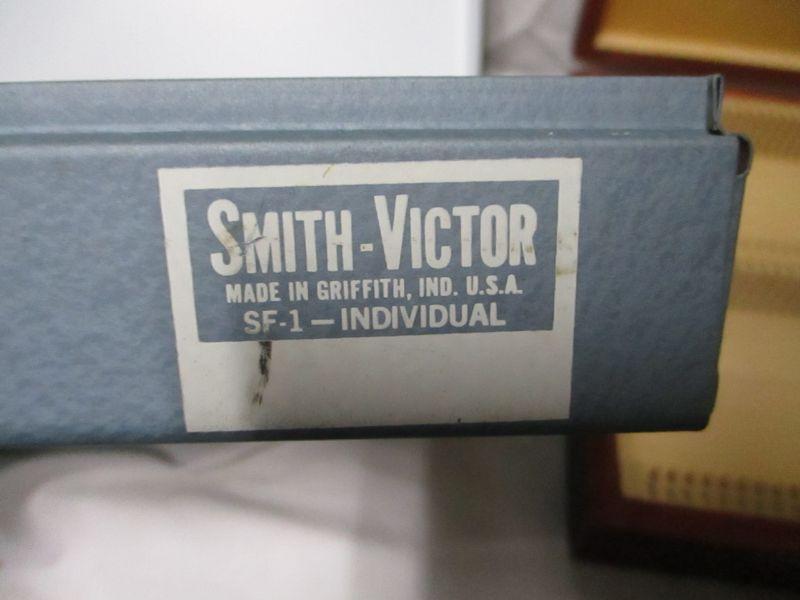 SMITH-VICTOR
MADE IN GRIFFITH, IND. U.S.A.
SF-1 — INDIVIDUAL